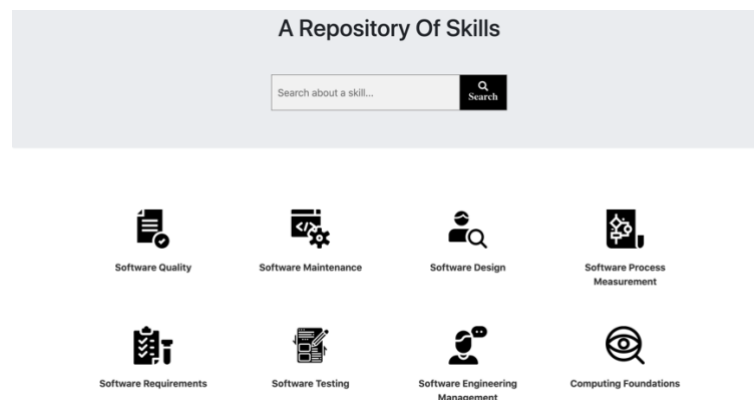 A Repository Of Skills
Search about a skill...
Search
Software Quality
Software Maintenance
Software Design
Software Process
Measurement
Software Requirements
Software Testing
Software Engineering
Management
Computing Foundations